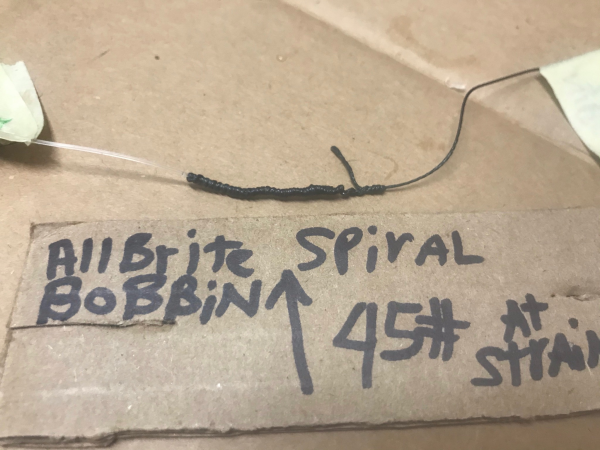 AllBrite SpirAL
BOBBiN ↑ 45# At
StrAiN